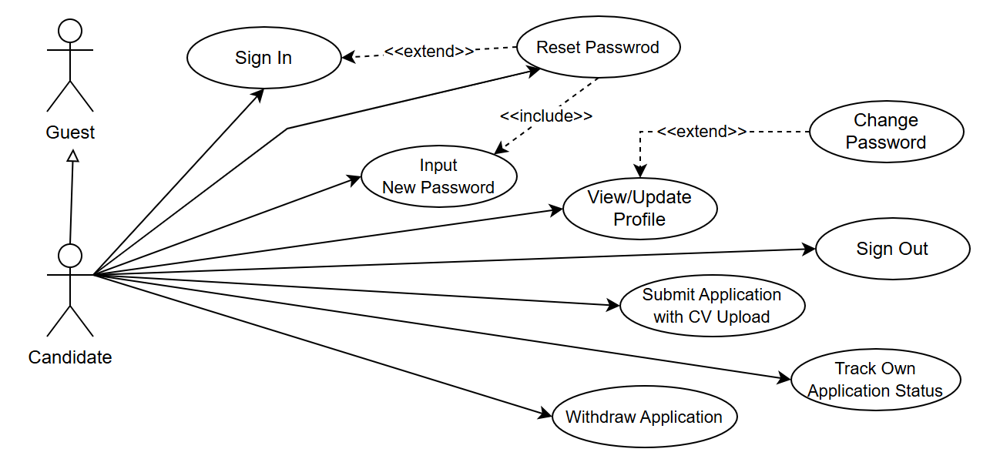 Sign In
<<extend>>
Reset Passwrod
<<include>>
Guest
Change
Password
<<extend>>
Input
New Password
View/Update
Profile
Sign Out
Submit Application
with CV Upload
Candidate
Track Own
Application Status
Withdraw Application